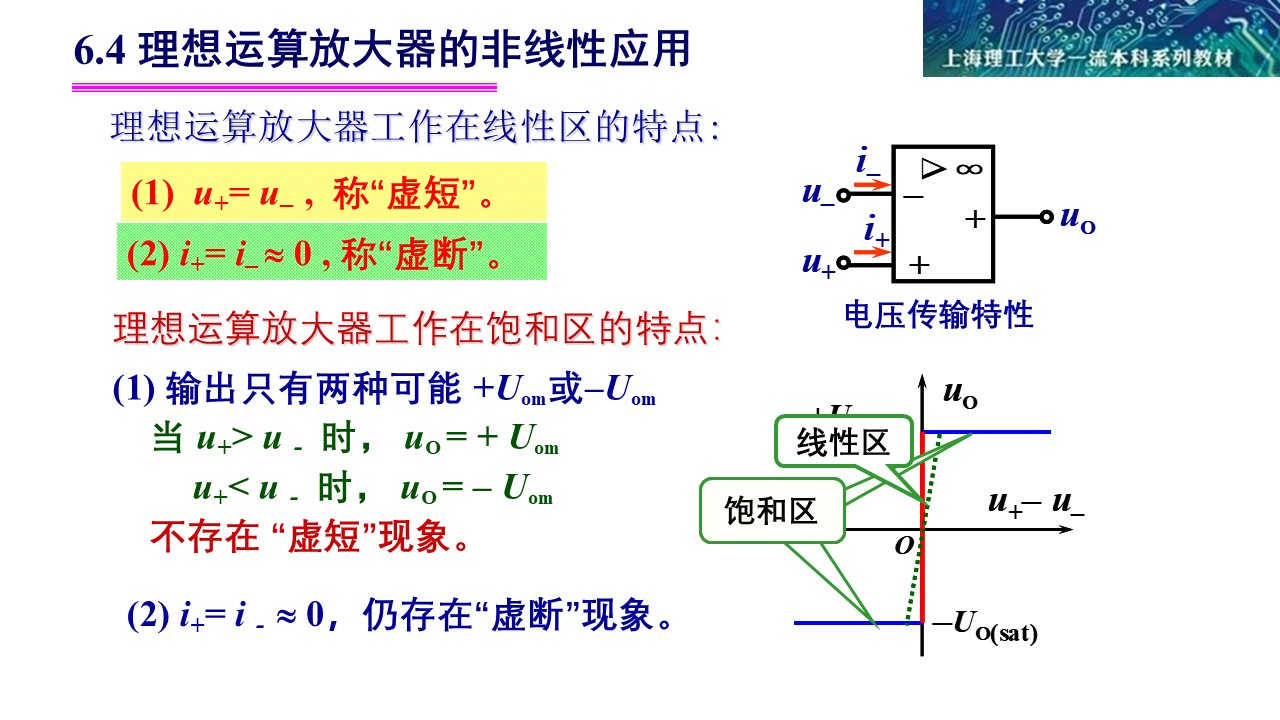 6.4 理想运算放大器的非线性应用
上海理工大学一流本科系列教材
理想运算放大器工作在线性区的特点：
(1) u+= u– , 称“虚短”。
(2) i+= i– ≈ 0 , 称“虚断”。
i–
u–
i+
u+
▷ ∞
–
+
+
uO
电压传输特性
理想运算放大器工作在饱和区的特点：
(1) 输出只有两种可能 +Uom或–Uom
当 u+> u - 时， uO = + Uom
u+< u - 时， uO = – Uom
不存在 “虚短”现象。
(2) i+= i - ≈ 0，仍存在“虚断”现象。
uO
+U
线性区
饱和区
u+– u–
O
–UO(sat)